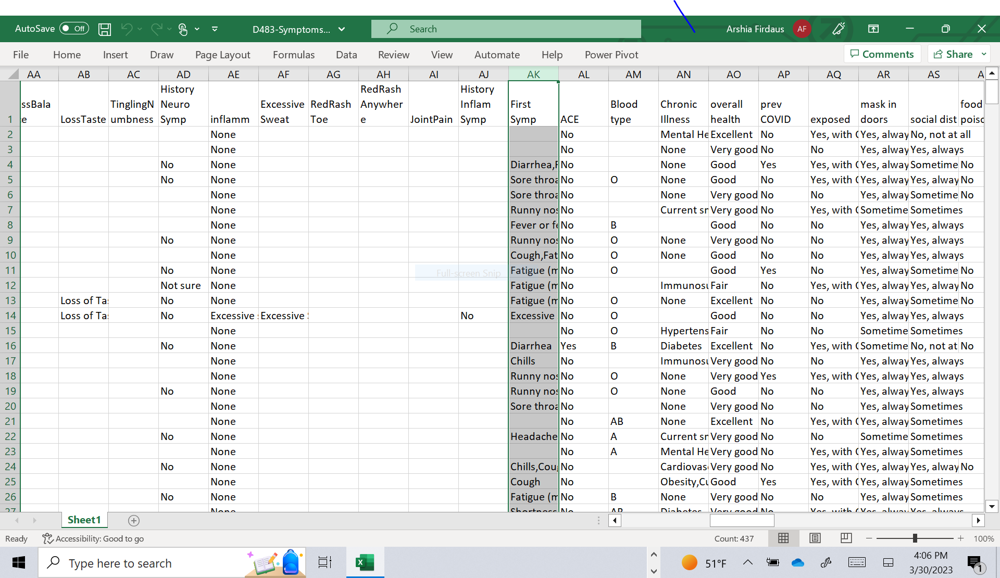 AutoSave Off D483-Symptoms... Search Arshia Firdaus AF
File Home Insert Draw Page Layout Formulas Data Review View Automate Help Power Pivot Comments Share
AA AB AC AD AE AF AG AH AI AJ AK AL AM AN AO AP AQ AR AS A
History RedRash History
ssBala TinglingN Neuro Excessive RedRash Anywher Inflam First Blood Chronic overall prev mask in food
1 e LossTaste umbness Symp inflamm Sweat Toe e JointPain Symp Symp ACE type Illness health COVID exposed doors social dist poisc
2 None No Mental He Excellent No Yes, with C Yes, alway No, not at all
3 None No None Very good No No Yes, alway Yes, always
4 No None Diarrhea,F No None Good Yes Yes, with C Yes, alway Sometime No
5 No None Sore throa No O None Good No Yes, with C Yes, alway Yes, alway No
6 None Sore throa No None Very good No No Yes, alway Sometime No
7 None Runny nos No Current sm Very good No Yes, with C Sometime Sometimes
8 None Fever or fe No B Good No No Yes, alway Yes, always
9 No None Runny nos No O None Very good No No Yes, alway Yes, always
10 None Cough,Fat No O None Good No No Yes, alway Yes, always
11 No None Full-screen Snip Fatigue (m No O Good Yes No Yes, alway Sometime No
12 Not sure None Fatigue (m No Immunosu Fair No Yes, with C Yes, alway Yes, alway No
13 Loss of Tas No None Fatigue (m No O None Excellent No No Yes, alway Sometime No
14 Loss of Tas No Excessive s Excessive S No Excessive No O Good No No Yes, alway Yes, always
15 None No O Hypertens Fair No No Sometime Sometimes
16 No None Diarrhea Yes B Diabetes Excellent No Yes, with C Sometime No, not at No
17 None Chills No Immunosu Very good No No Yes, alway Yes, always
18 None Runny nos No O None Very good Yes Yes, with C Yes, alway Yes, always
19 No None Runny nos No O None Good No No Yes, alway Yes, always
20 None Sore throa No None Very good No No Yes, alway Sometimes
21 None No AB None Excellent No Yes, with C Yes, alway Sometimes
22 No None Headache No A Current sm Very good No No Sometime Sometimes
23 None No A Mental He Very good No Yes, with C Yes, alway Sometimes
24 No None Chills,Coug No Cardiovas Very good No Yes, with C Yes, alway Yes, alway No
25 None Cough No Obesity,Cu Good Yes Yes, with C Yes, alway Sometimes
26 No None Fatigue (m No B None Very good No No Yes, alway Sometimes
27 None Shortness No AB Diabetes Very good No Yes, with C Yes, alway Yes, always
Sheet1
Ready Accessibility: Good to go Count: 437 100%
Type here to search 51°F 4:06 PM
3/30/2023 1